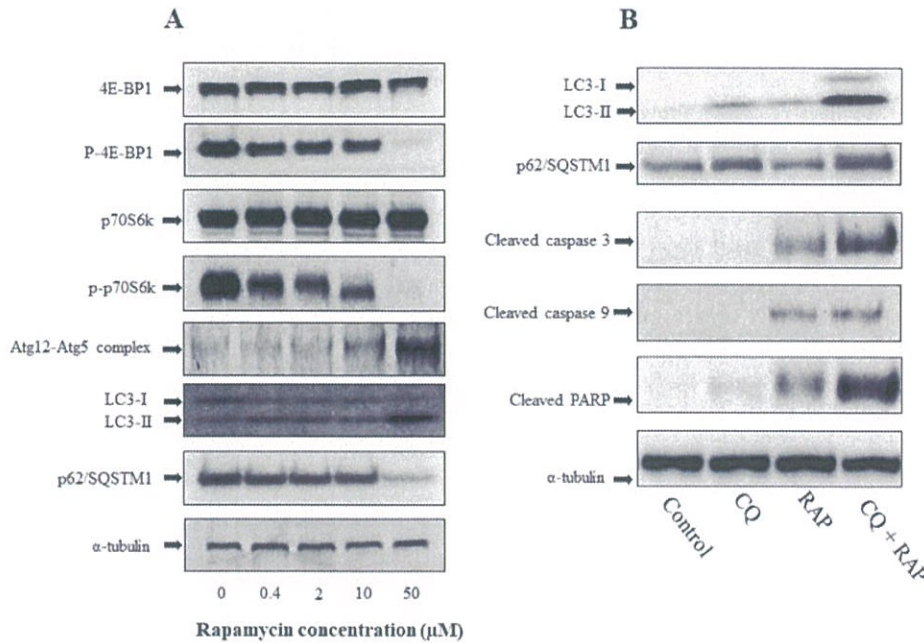 A
4E-BP1
P-4E-BP1
p70S6k
p-p70S6k
Atg12-Atg5 complex
LC3-I
LC3-II
p62/SQSTM1
α-tubulin
0 0.4 2 10 50
Rapamycin concentration (μM)
B
LC3-I
LC3-II
p62/SQSTM1
Cleaved caspase 3
Cleaved caspase 9
Cleaved PARP
α-tubulin
Control CQ RAP CQ + RAP